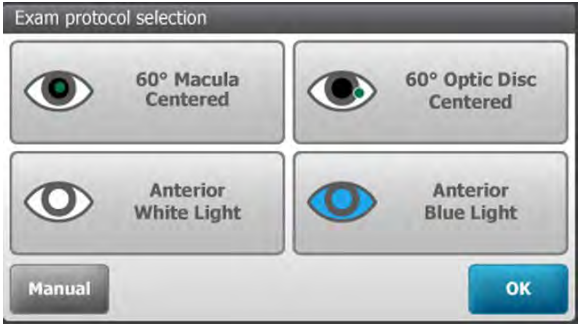 Exam protocol selection
60° Macula
Centered
60° Optic Disc
Centered
Anterior
White Light
Anterior
Blue Light
Manual
OK